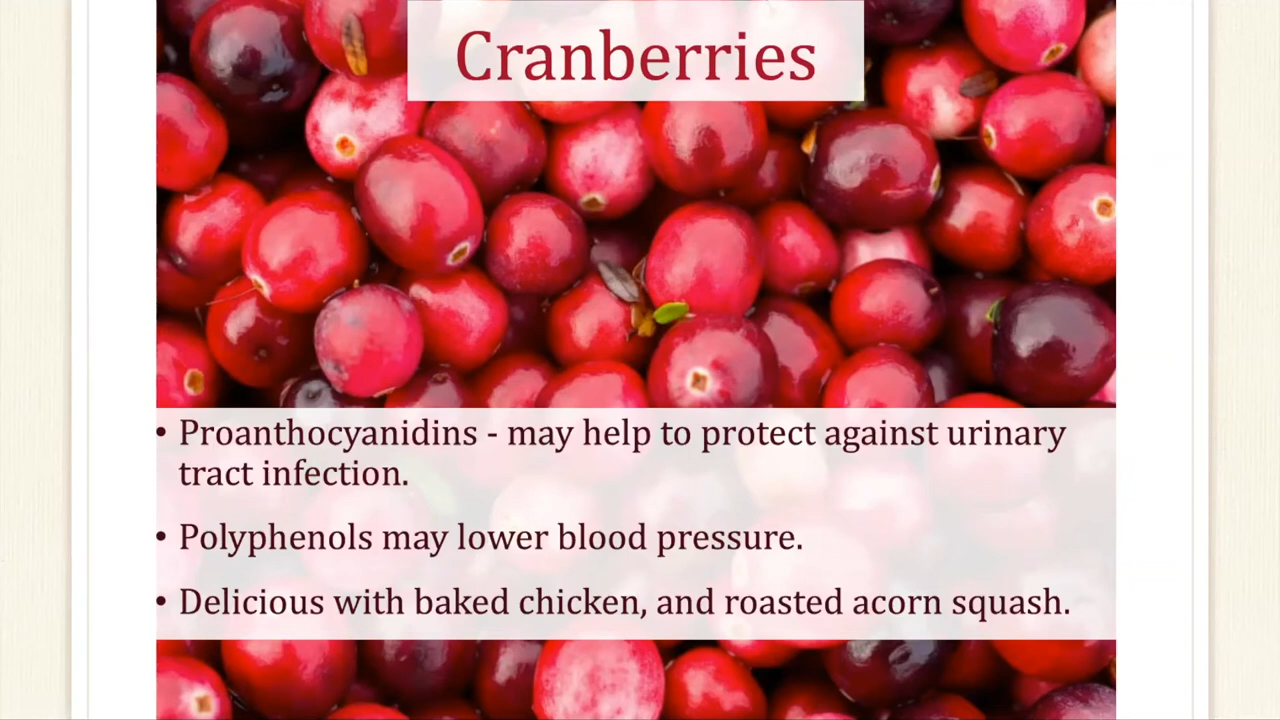 Cranberries
• Proanthocyanidins - may help to protect against urinary
tract infection.
• Polyphenols may lower blood pressure.
• Delicious with baked chicken, and roasted acorn squash.